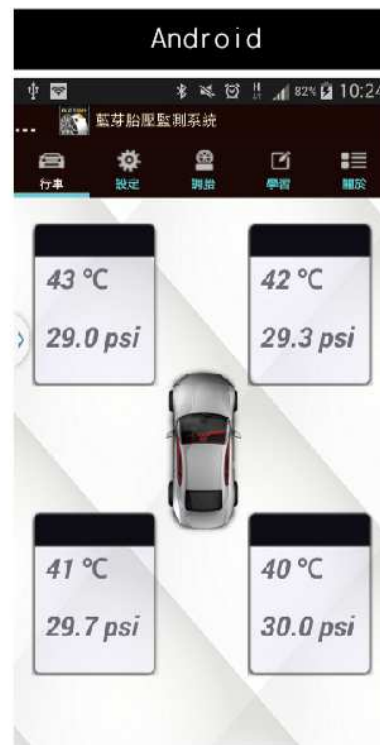 Android
82% 10:24
... 藍芽胎壓監測系統
行車 設定 調胎 學習 關於
43 °C 42 °C
29.0 psi 29.3 psi
41 °C 40 °C
29.7 psi 30.0 psi